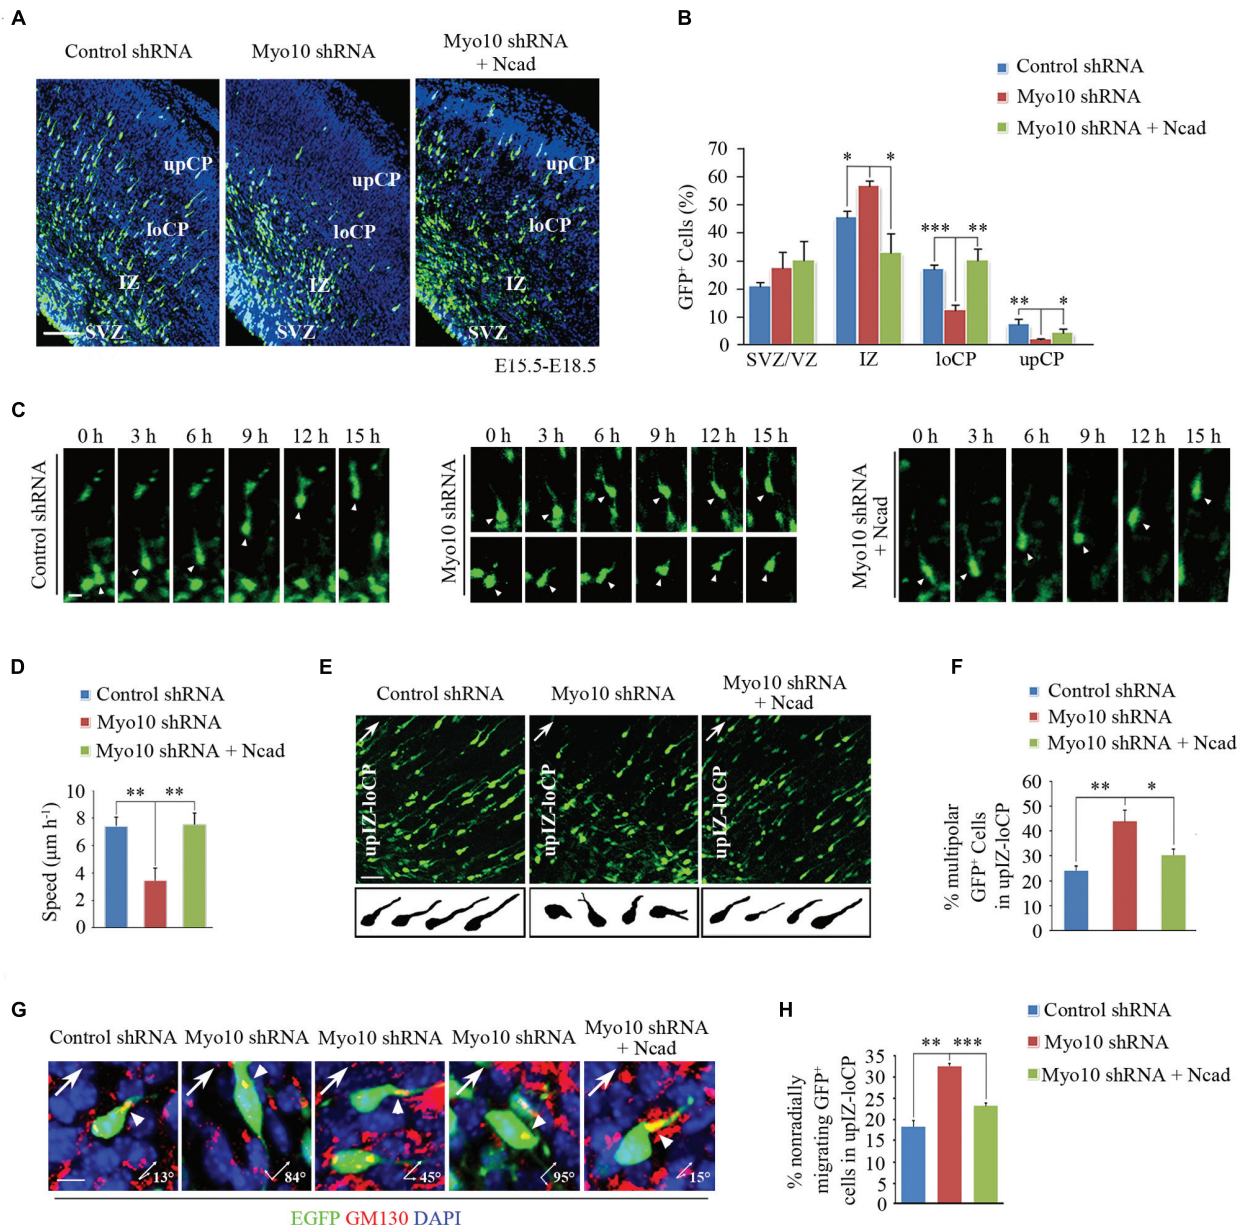 A
Control shRNA
Myo10 shRNA
Myo10 shRNA
+ Ncad
upCP
loCP
IZ
SVZ
upCP
loCP
IZ
SVZ
upCP
loCP
IZ
SVZ
E15.5-E18.5
B
Control shRNA
Myo10 shRNA
Myo10 shRNA + Ncad
GFP+ Cells (%)
70
60
50
40
30
20
10
0
* *
*** **
** *
SVZ/VZ IZ loCP upCP
C
Control shRNA
0 h 3 h 6 h 9 h 12 h 15 h
Myo10 shRNA
0 h 3 h 6 h 9 h 12 h 15 h
Myo10 shRNA
+ Ncad
0 h 3 h 6 h 9 h 12 h 15 h
D
Control shRNA
Myo10 shRNA
Myo10 shRNA + Ncad
Speed (μm h-1)
10
8
6
4
2
0
** **
E
Control shRNA
Myo10 shRNA
Myo10 shRNA
+ Ncad
upIZ-loCP
upIZ-loCP
upIZ-loCP
F
Control shRNA
Myo10 shRNA
Myo10 shRNA + Ncad
% multipolar
GFP+ Cells
in upIZ-loCP
60
50
40
30
20
10
0
** *
G
Control shRNA
Myo10 shRNA
Myo10 shRNA
Myo10 shRNA
Myo10 shRNA
+ Ncad
13°
84°
45°
95°
15°
EGFP GM130 DAPI
H
Control shRNA
Myo10 shRNA
Myo10 shRNA + Ncad
% nonradially
migrating GFP+
cells in upIZ-loCP
35
30
25
20
15
10
5
0
** ***